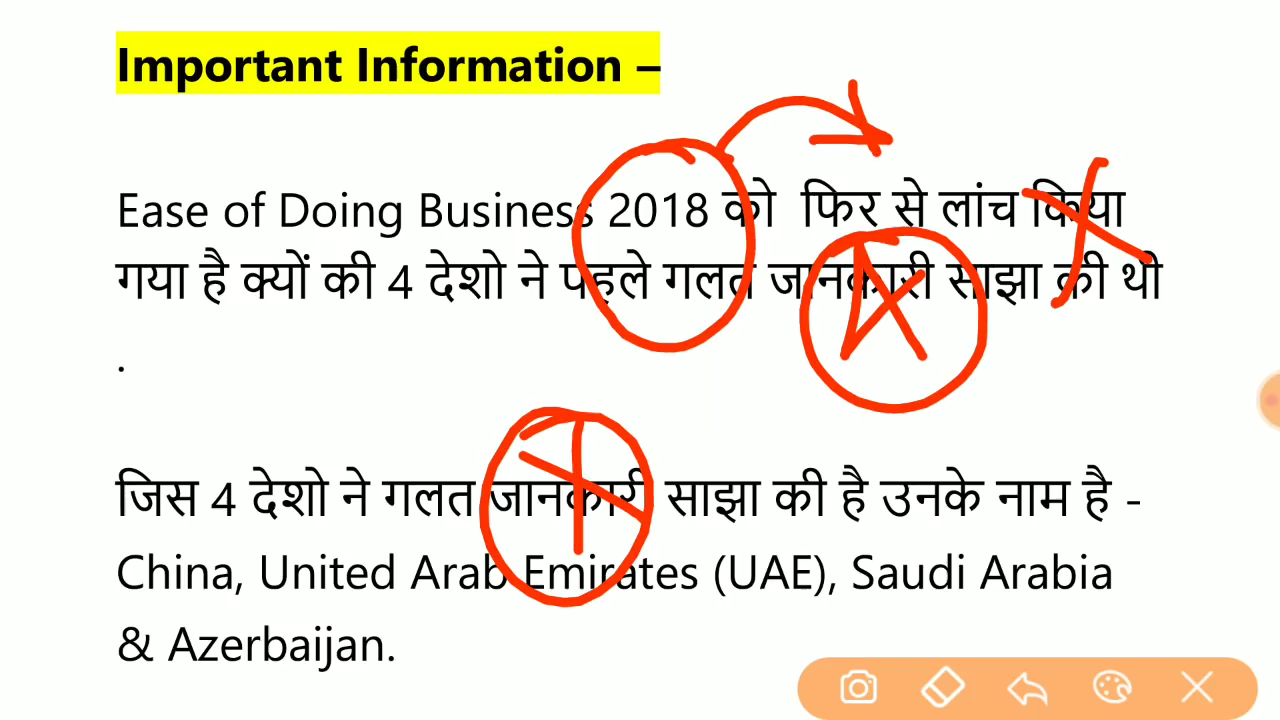 Important Information –
Ease of Doing Business 2018 को फिर से लांच किया
गया है क्यों की 4 देशो ने पहले गलत जानकारी साझा की थी
.
जिस 4 देशो ने गलत जानकारी साझा की है उनके नाम है -
China, United Arab Emirates (UAE), Saudi Arabia
& Azerbaijan.